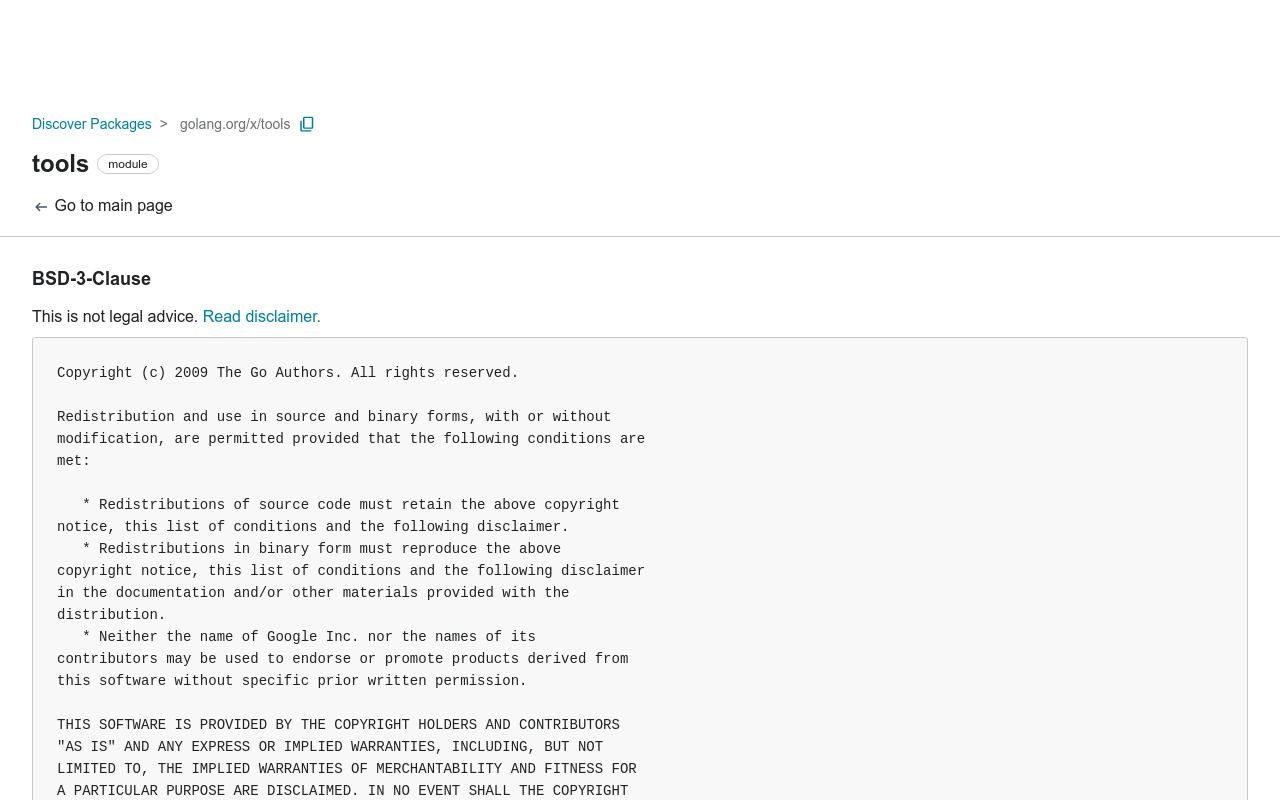 Discover Packages > golang.org/x/tools
tools module
← Go to main page
BSD-3-Clause
This is not legal advice. Read disclaimer.
Copyright (c) 2009 The Go Authors. All rights reserved.
Redistribution and use in source and binary forms, with or without
modification, are permitted provided that the following conditions are
met:
* Redistributions of source code must retain the above copyright
notice, this list of conditions and the following disclaimer.
* Redistributions in binary form must reproduce the above
copyright notice, this list of conditions and the following disclaimer
in the documentation and/or other materials provided with the
distribution.
* Neither the name of Google Inc. nor the names of its
contributors may be used to endorse or promote products derived from
this software without specific prior written permission.
THIS SOFTWARE IS PROVIDED BY THE COPYRIGHT HOLDERS AND CONTRIBUTORS
"AS IS" AND ANY EXPRESS OR IMPLIED WARRANTIES, INCLUDING, BUT NOT
LIMITED TO, THE IMPLIED WARRANTIES OF MERCHANTABILITY AND FITNESS FOR
A PARTICULAR PURPOSE ARE DISCLAIMED. IN NO EVENT SHALL THE COPYRIGHT